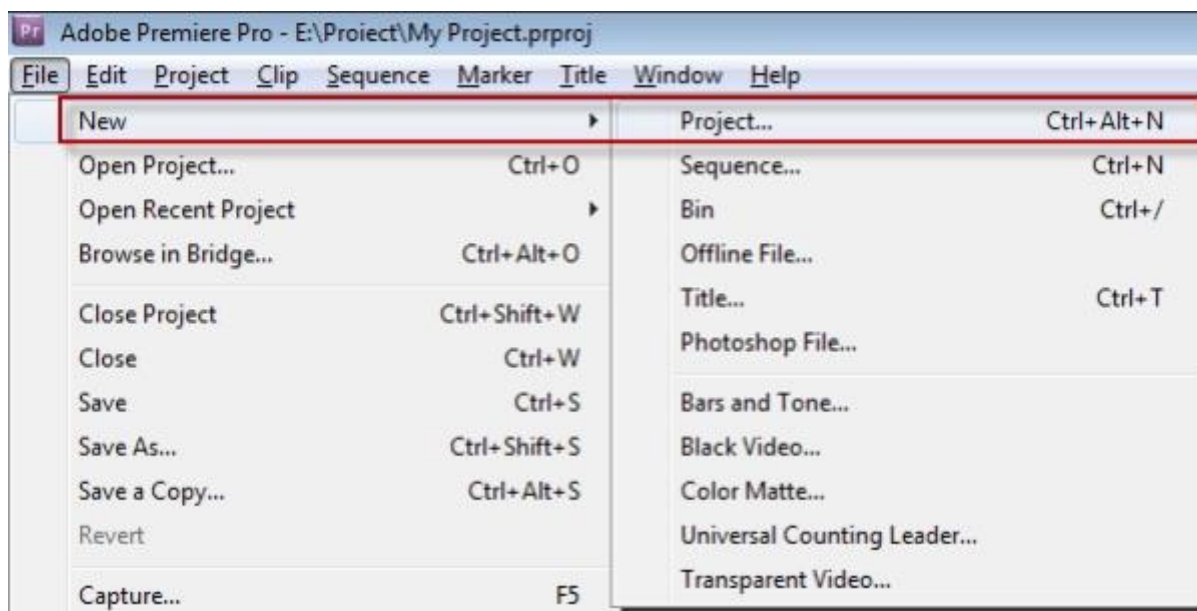 Pr Adobe Premiere Pro - E:\Proiect\My Project.prproj
File Edit Project Clip Sequence Marker Title Window Help
New
Open Project... Ctrl+O
Open Recent Project
Browse in Bridge... Ctrl+Alt+O
Close Project Ctrl+Shift+W
Close Ctrl+W
Save Ctrl+S
Save As... Ctrl+Shift+S
Save a Copy... Ctrl+Alt+S
Revert
Capture... F5
Project... Ctrl+Alt+N
Sequence... Ctrl+N
Bin Ctrl+/
Offline File...
Title... Ctrl+T
Photoshop File...
Bars and Tone...
Black Video...
Color Matte...
Universal Counting Leader...
Transparent Video...